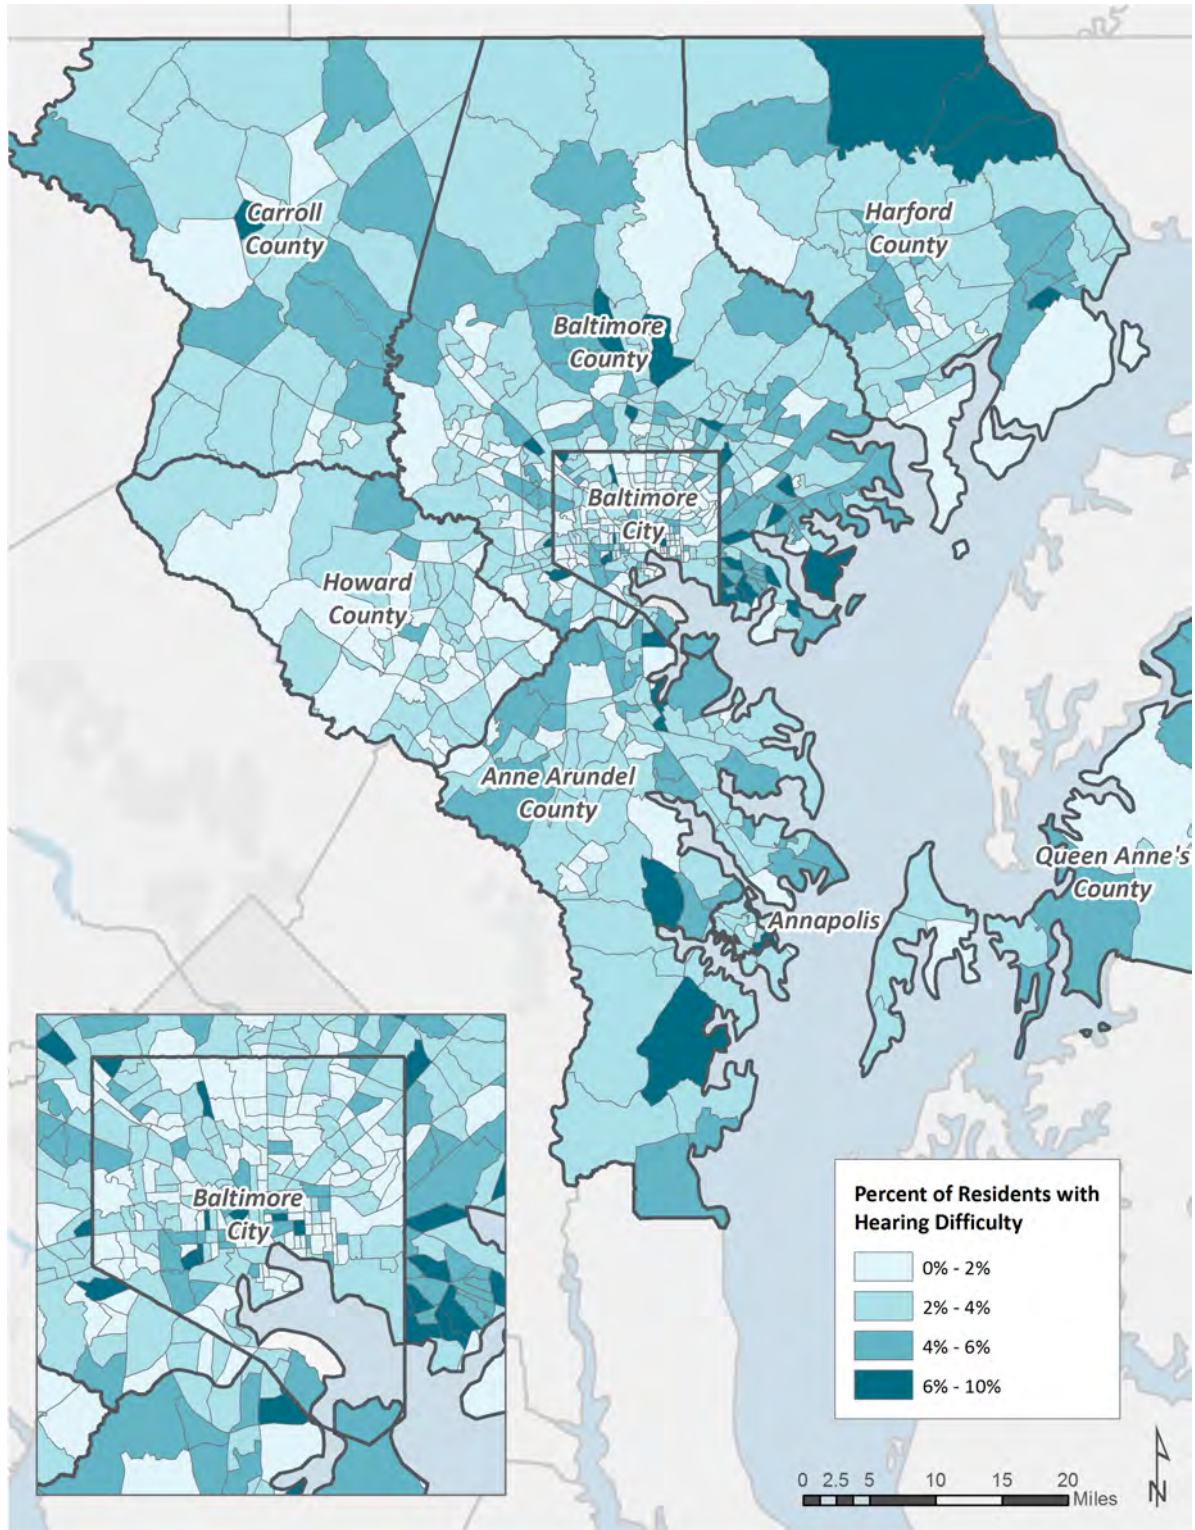 Carroll
County
Harford
County
Baltimore
County
Baltimore
City
Howard
County
Anne Arundel
County
Queen Anne's
County
Annapolis
Baltimore
City
Percent of Residents with
Hearing Difficulty
0% - 2%
2% - 4%
4% - 6%
6% - 10%
0 2.5 5 10 15 20
Miles
N